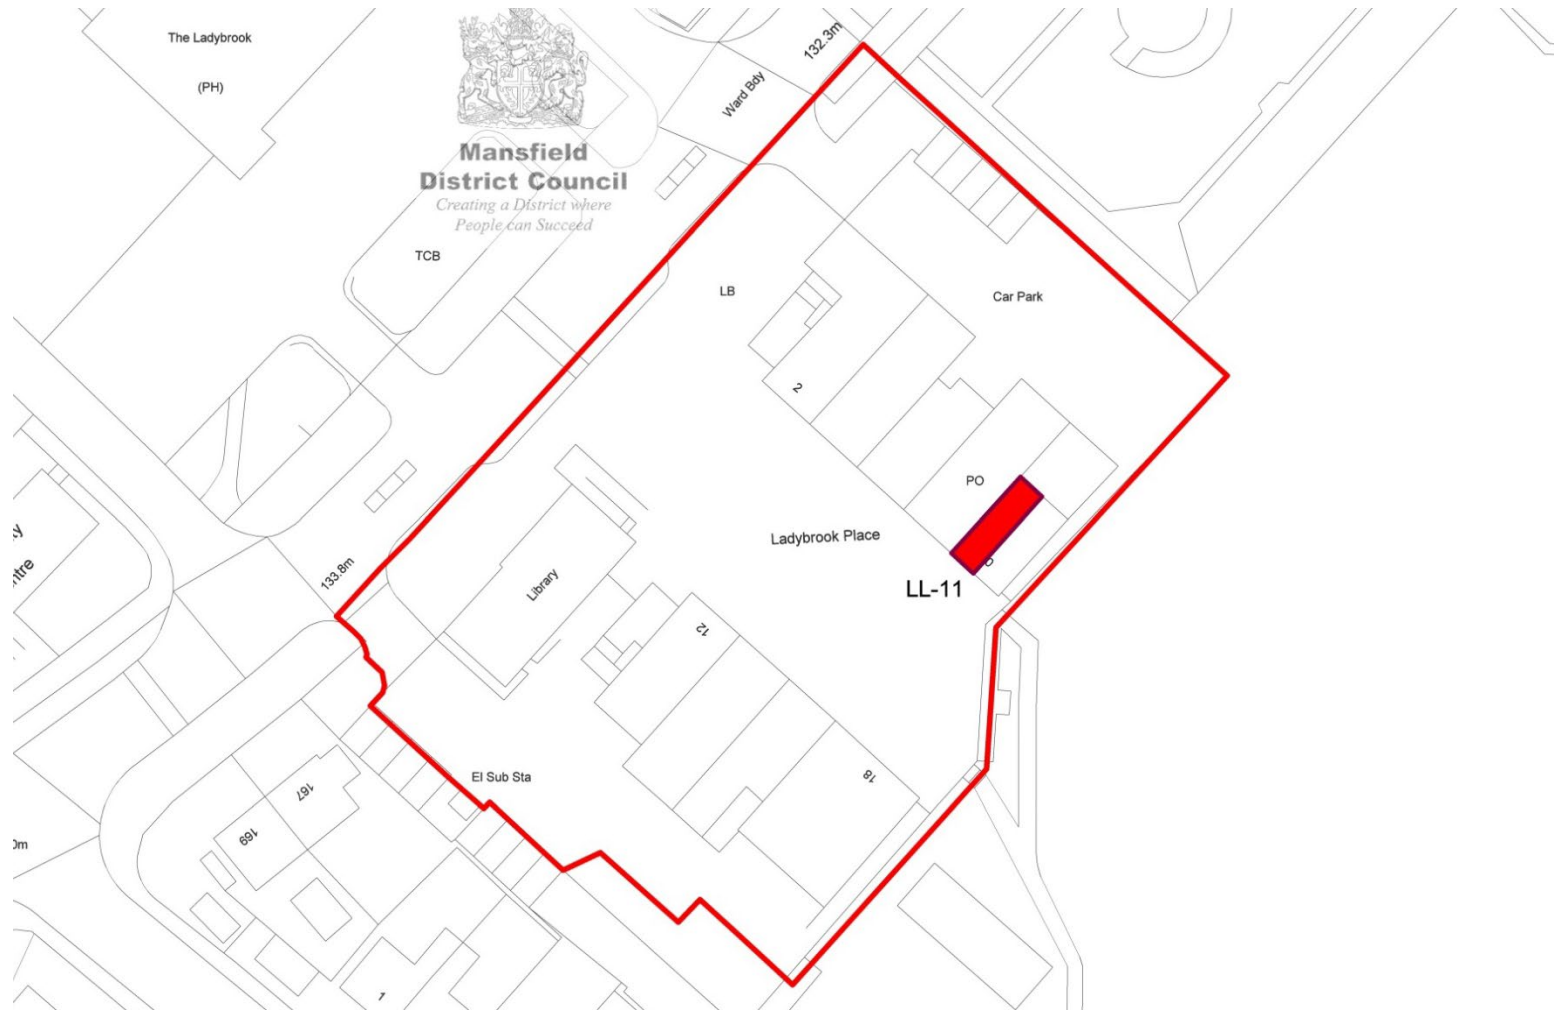 The Ladybrook
(PH)
132.3m
Ward Bdy
Mansfield
District Council
Creating a District where
People can Succeed
TCB
LB
Car Park
2
PO
Ladybrook Place
LL-11
133.8m
Library
12
18
El Sub Sta
167
169
1